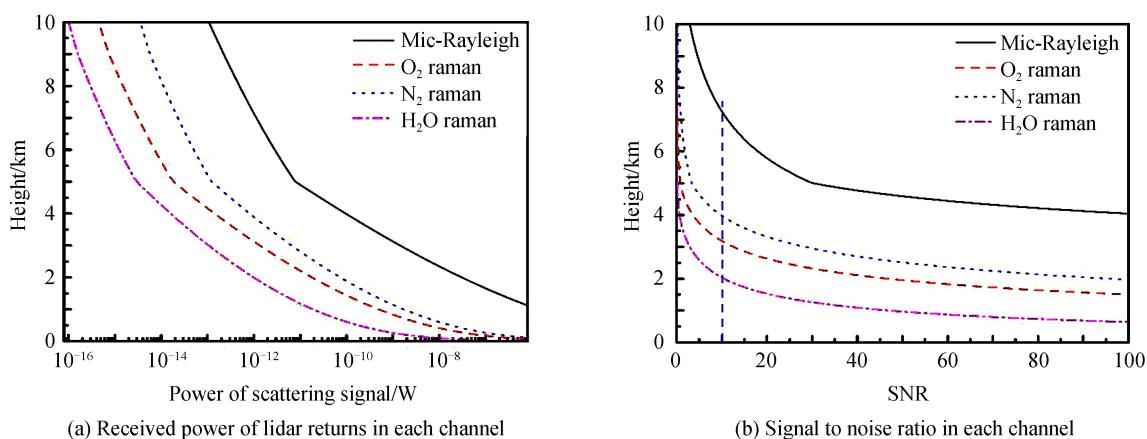 10
8
6
4
2
0
Height/km
Mic-Rayleigh
O₂ raman
N₂ raman
H₂O raman
10⁻¹⁶ 10⁻¹⁴ 10⁻¹² 10⁻¹⁰ 10⁻⁸
Power of scattering signal/W
(a) Received power of lidar returns in each channel
10
8
6
4
2
0
Height/km
Mic-Rayleigh
O₂ raman
N₂ raman
H₂O raman
0 20 40 60 80 100
SNR
(b) Signal to noise ratio in each channel